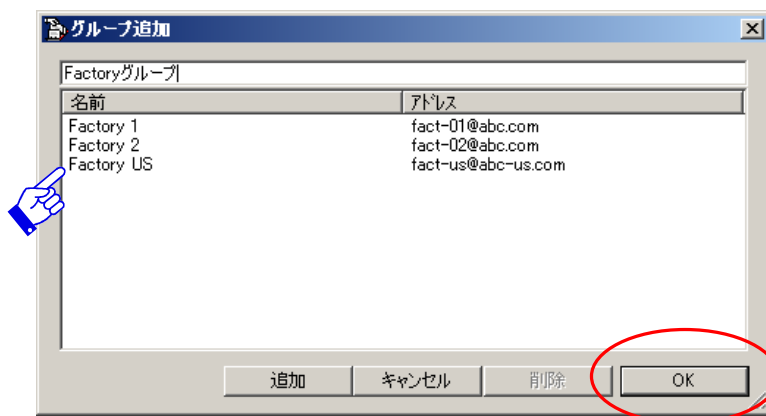 グループ追加
Factoryグループ
名前 アドレス
Factory 1 fact-01@abc.com
Factory 2 fact-02@abc.com
Factory US fact-us@abc-us.com
追加 キャンセル 削除 OK